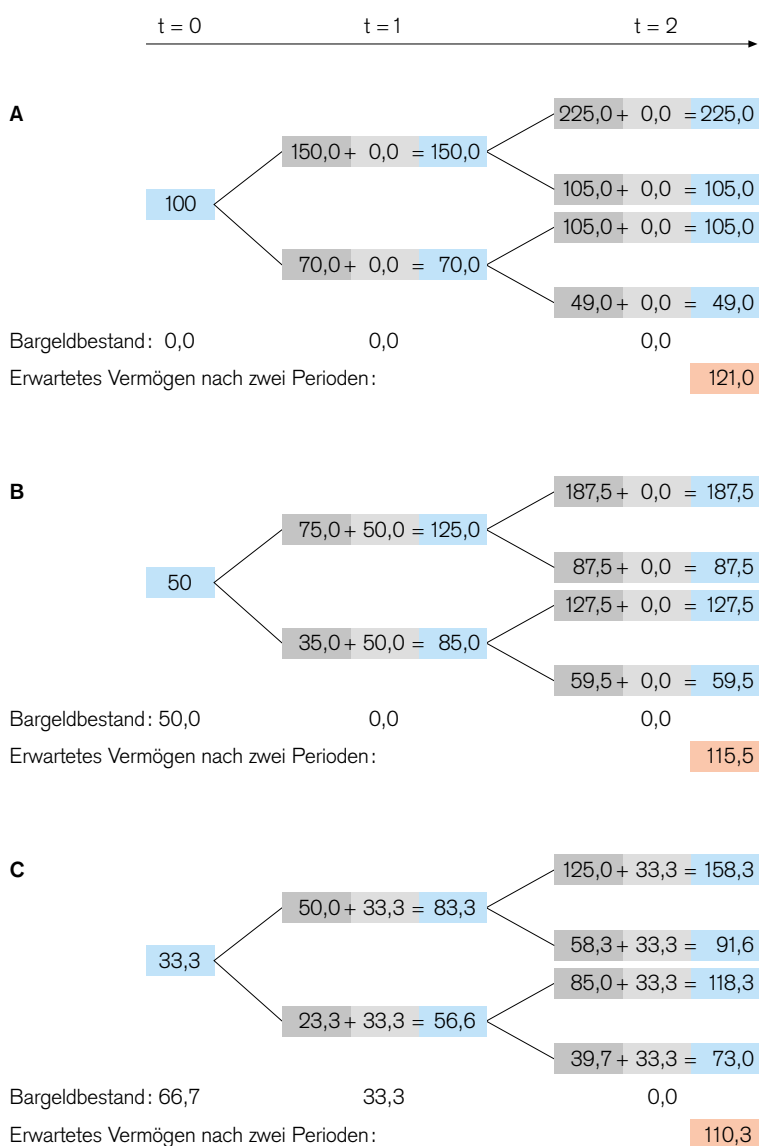 t = 0 t = 1 t = 2
A
225,0 + 0,0 = 225,0
150,0 + 0,0 = 150,0
105,0 + 0,0 = 105,0
100
105,0 + 0,0 = 105,0
70,0 + 0,0 = 70,0
49,0 + 0,0 = 49,0
Bargeldbestand: 0,0 0,0 0,0
Erwartetes Vermögen nach zwei Perioden: 121,0
B
187,5 + 0,0 = 187,5
75,0 + 50,0 = 125,0
87,5 + 0,0 = 87,5
50
127,5 + 0,0 = 127,5
35,0 + 50,0 = 85,0
59,5 + 0,0 = 59,5
Bargeldbestand: 50,0 0,0 0,0
Erwartetes Vermögen nach zwei Perioden: 115,5
C
125,0 + 33,3 = 158,3
50,0 + 33,3 = 83,3
58,3 + 33,3 = 91,6
33,3
85,0 + 33,3 = 118,3
23,3 + 33,3 = 56,6
39,7 + 33,3 = 73,0
Bargeldbestand: 66,7 33,3 0,0
Erwartetes Vermögen nach zwei Perioden: 110,3